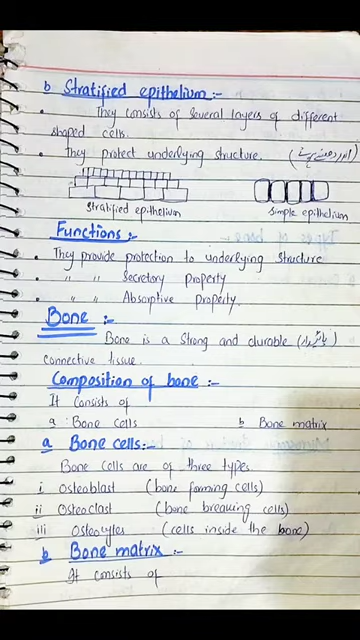 b Stratified epithelium :-
• They consists of several layers of different
shaped cells.
• They protect underlying structure.
stratified epithelium simple epithelium
Functions :-
• They provide protection to underlying structure
• " " Secretory Property
• " " Absorptive property.
Bone :-
Bone is a strong and durable (پائیدار)
connective tissue.
Composition of bone :-
It consists of
a : Bone cells b Bone matrix
a Bone cells :-
Bone cells are of three types
i Osteoblast (bone forming cells)
ii Osteoclast (bone breaking cells)
iii Osteocytes (cells inside the bone)
b Bone matrix :-
It consists of